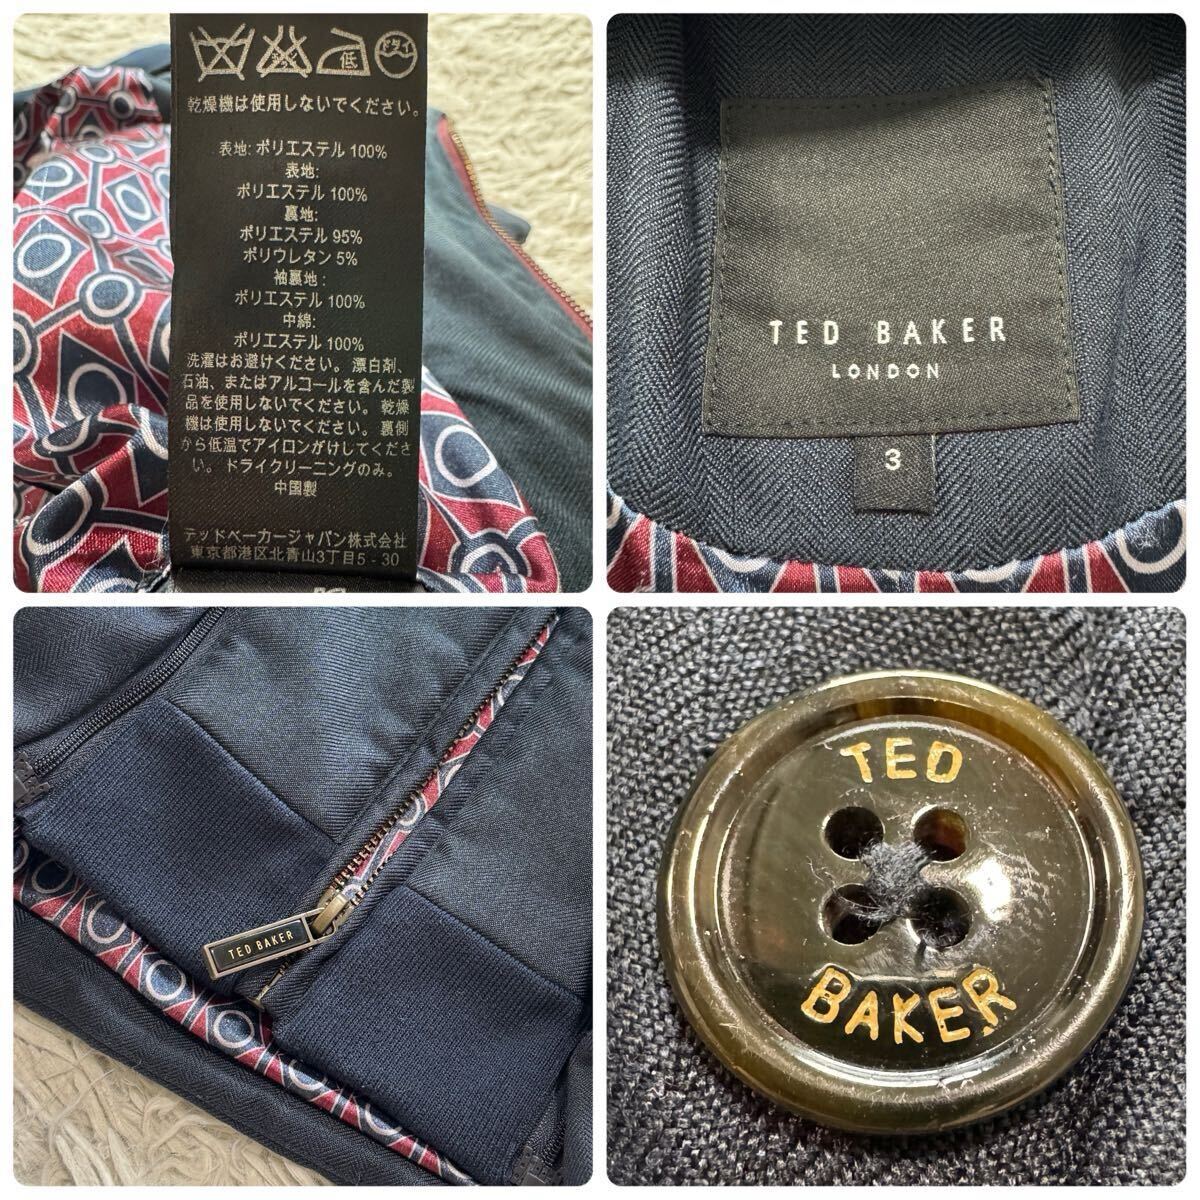 低
ドライ
乾燥機は使用しないでください。
表地: ポリエステル 100%
表地:
ポリエステル 100%
裏地:
ポリエステル 95%
ポリウレタン 5%
袖裏地:
ポリエステル 100%
中綿:
ポリエステル 100%
洗濯はお避けください。 漂白剤、
石油、またはアルコールを含んだ製
品を使用しないでください。 乾燥
機は使用しないでください。 裏側
から低温でアイロンがけしてくださ
い。 ドライクリーニングのみ。
中国製
テッドベーカージャパン株式会社
東京都港区北青山3丁目5 - 30
TED BAKER
LONDON
3
TED BAKER
TED
BAKER